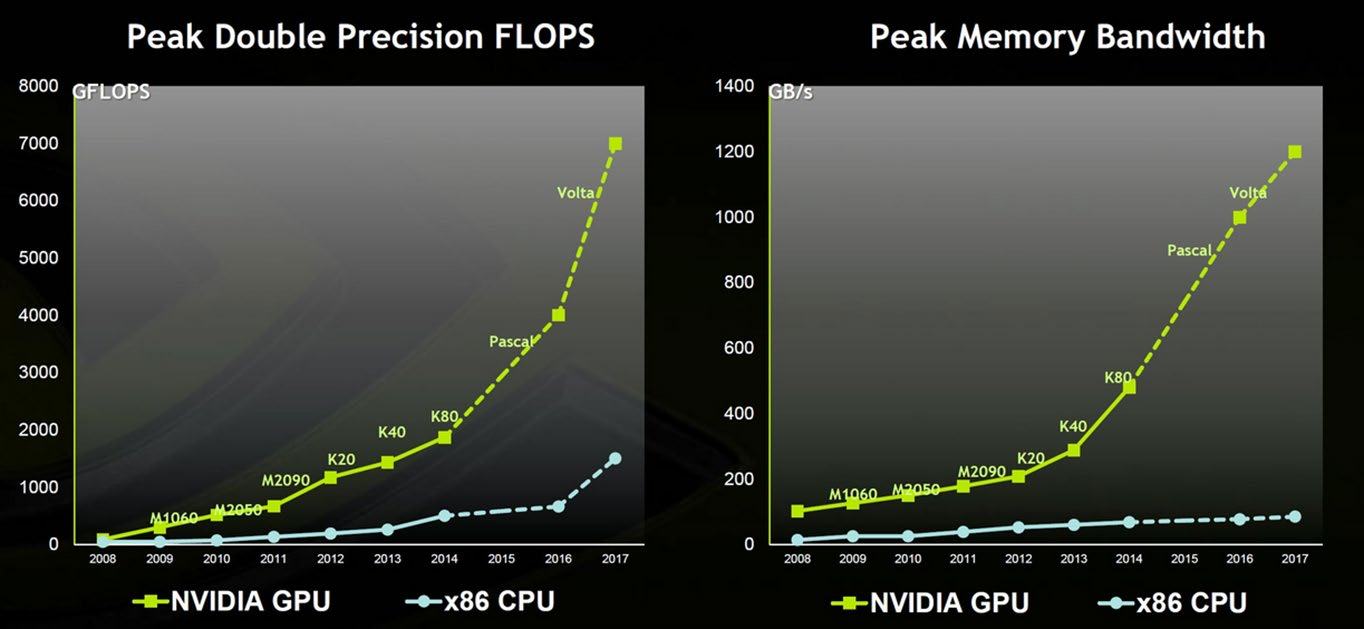 Peak Double Precision FLOPS
8000
GFLOPS
7000
6000
5000
4000
3000
2000
1000
0
Volta
Pascal
K80
K40
K20
M2090
M2050
M1060
2008 2009 2010 2011 2012 2013 2014 2015 2016 2017
NVIDIA GPU x86 CPU
Peak Memory Bandwidth
1400
GB/s
1200
1000
800
600
400
200
0
Volta
Pascal
K80
K40
K20
M2090
M2050
M1060
2008 2009 2010 2011 2012 2013 2014 2015 2016 2017
NVIDIA GPU x86 CPU